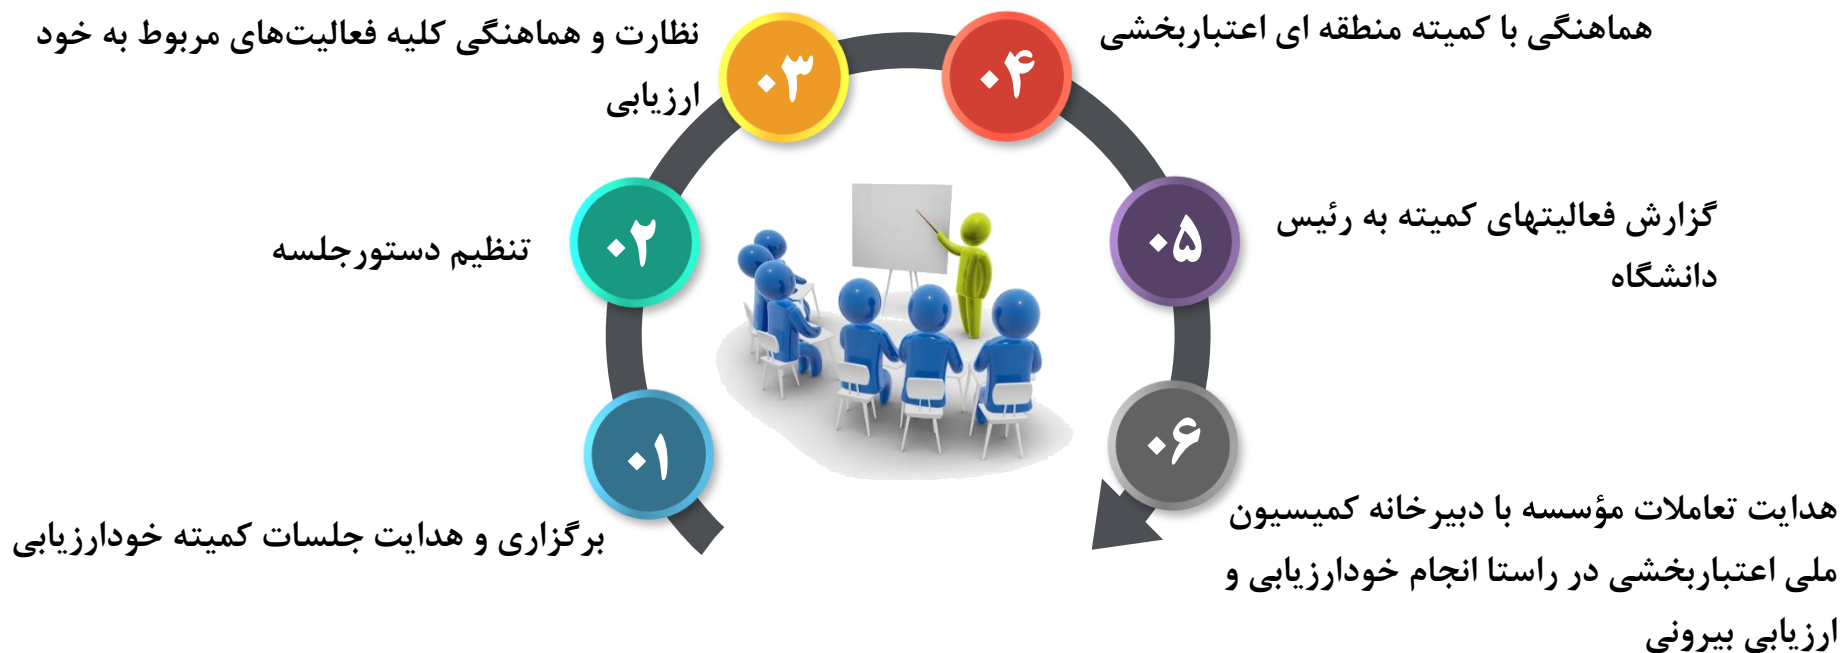 ۰۱
برگزاری و هدایت جلسات کمیته خودارزیابی
۰۲
تنظیم دستورجلسه
۰۳
نظارت و هماهنگی کلیه فعالیت‌های مربوط به خود
ارزیابی
۰۴
هماهنگی با کمیته منطقه ای اعتباربخشی
۰۵
گزارش فعالیتهای کمیته به رئیس
دانشگاه
۰۶
هدایت تعاملات مؤسسه با دبیرخانه کمیسیون
ملی اعتباربخشی در راستا انجام خودارزیابی و
ارزیابی بیرونی